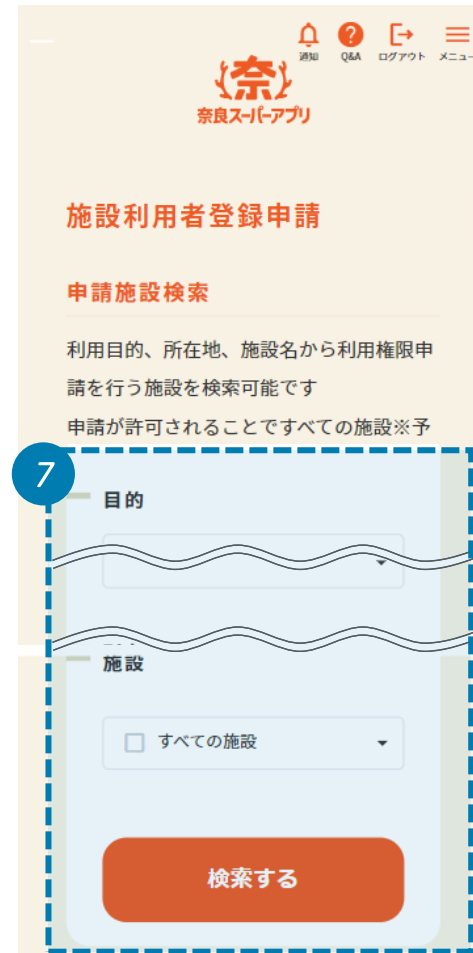 通知 Q&A ログアウト メニュー
奈
奈良スーパーアプリ
施設利用者登録申請
申請施設検索
利用目的、所在地、施設名から利用権限申
請を行う施設を検索可能です
申請が許可されることですべての施設※予
7
目的
施設
すべての施設
検索する